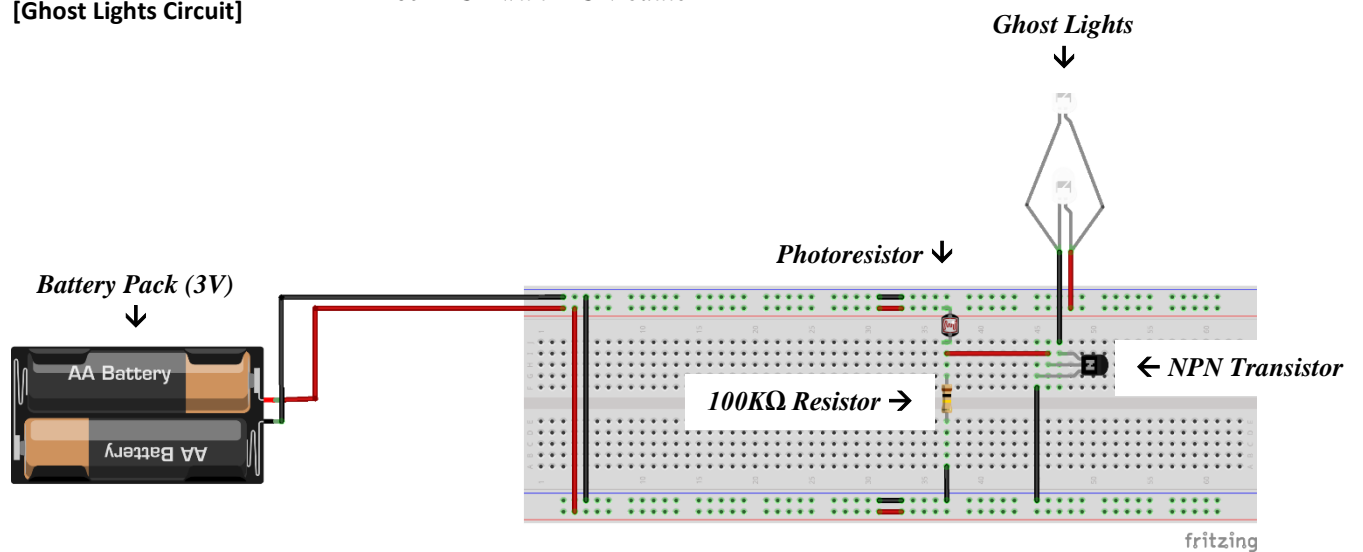 [Ghost Lights Circuit]
Ghost Lights
Photoresistor
Battery Pack (3V)
AA Battery
AA Battery
100KΩ Resistor →
← NPN Transistor
N
fritzing